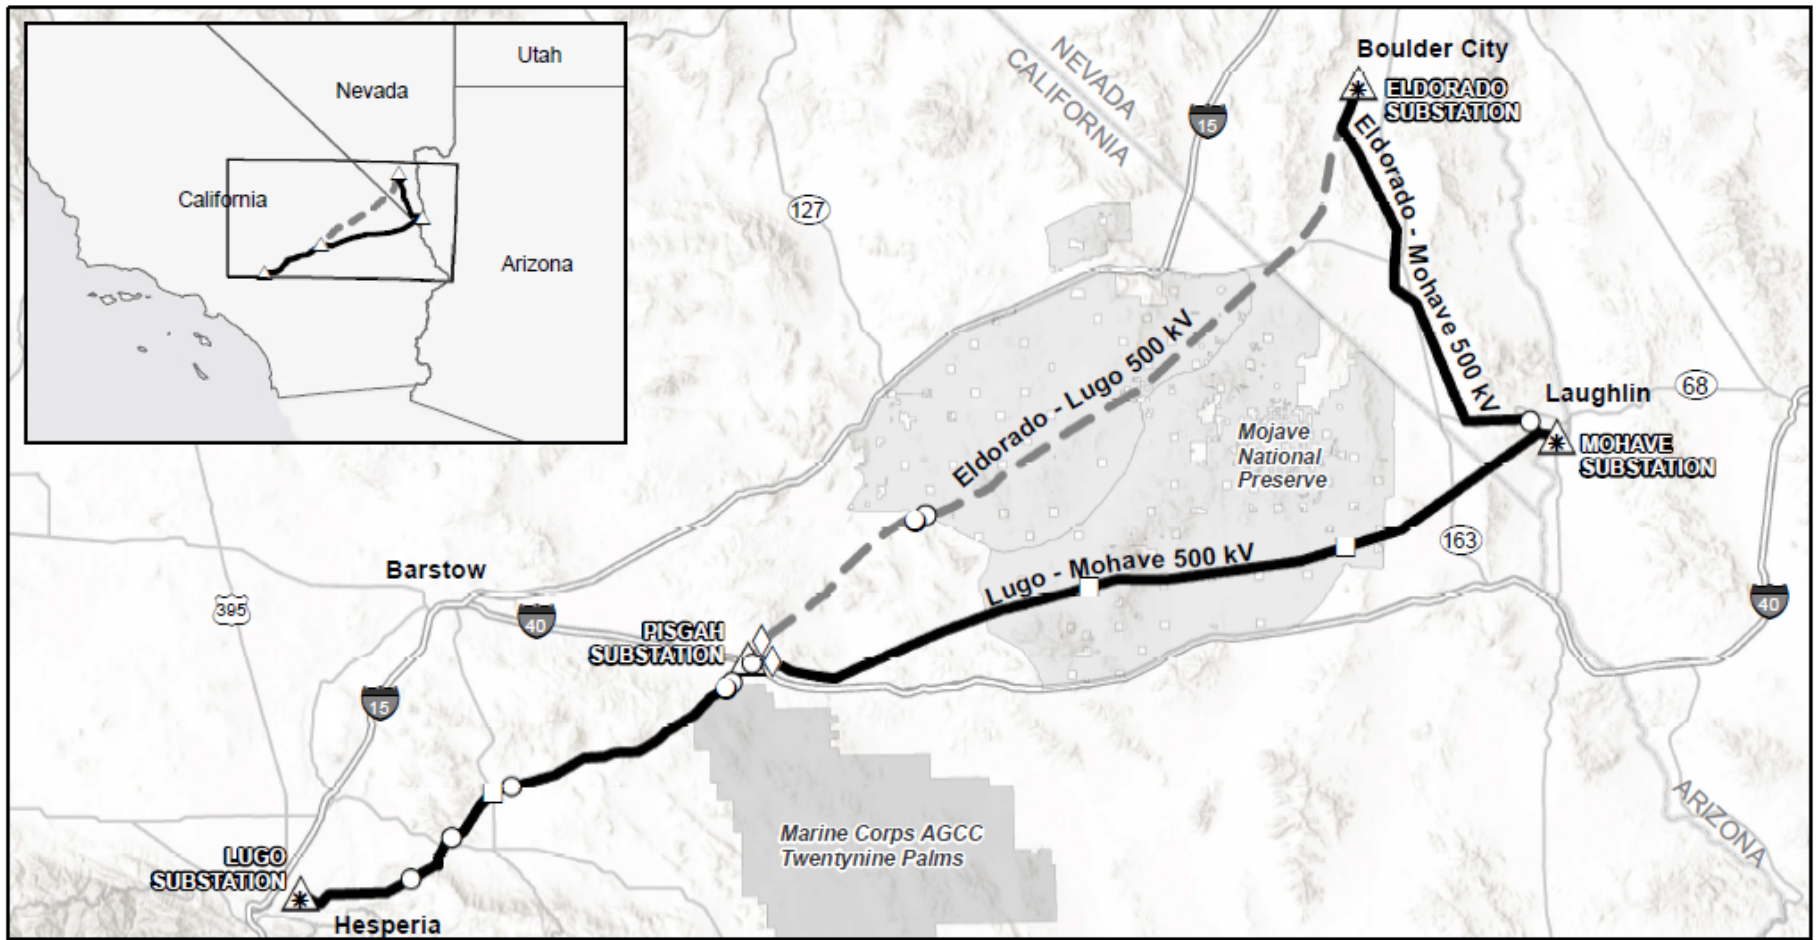 Utah
Nevada
California
Arizona
NEVADA
CALIFORNIA
15
127
Boulder City
ELDORADO
SUBSTATION
Eldorado - Mohave 500 kV
Eldorado - Lugo 500 kV
Laughlin
68
MOHAVE
SUBSTATION
Mojave
National
Preserve
163
Lugo - Mohave 500 kV
Barstow
395
40
40
PISGAH
SUBSTATION
15
Marine Corps AGCC
Twentynine Palms
ARIZONA
LUGO
SUBSTATION
Hesperia